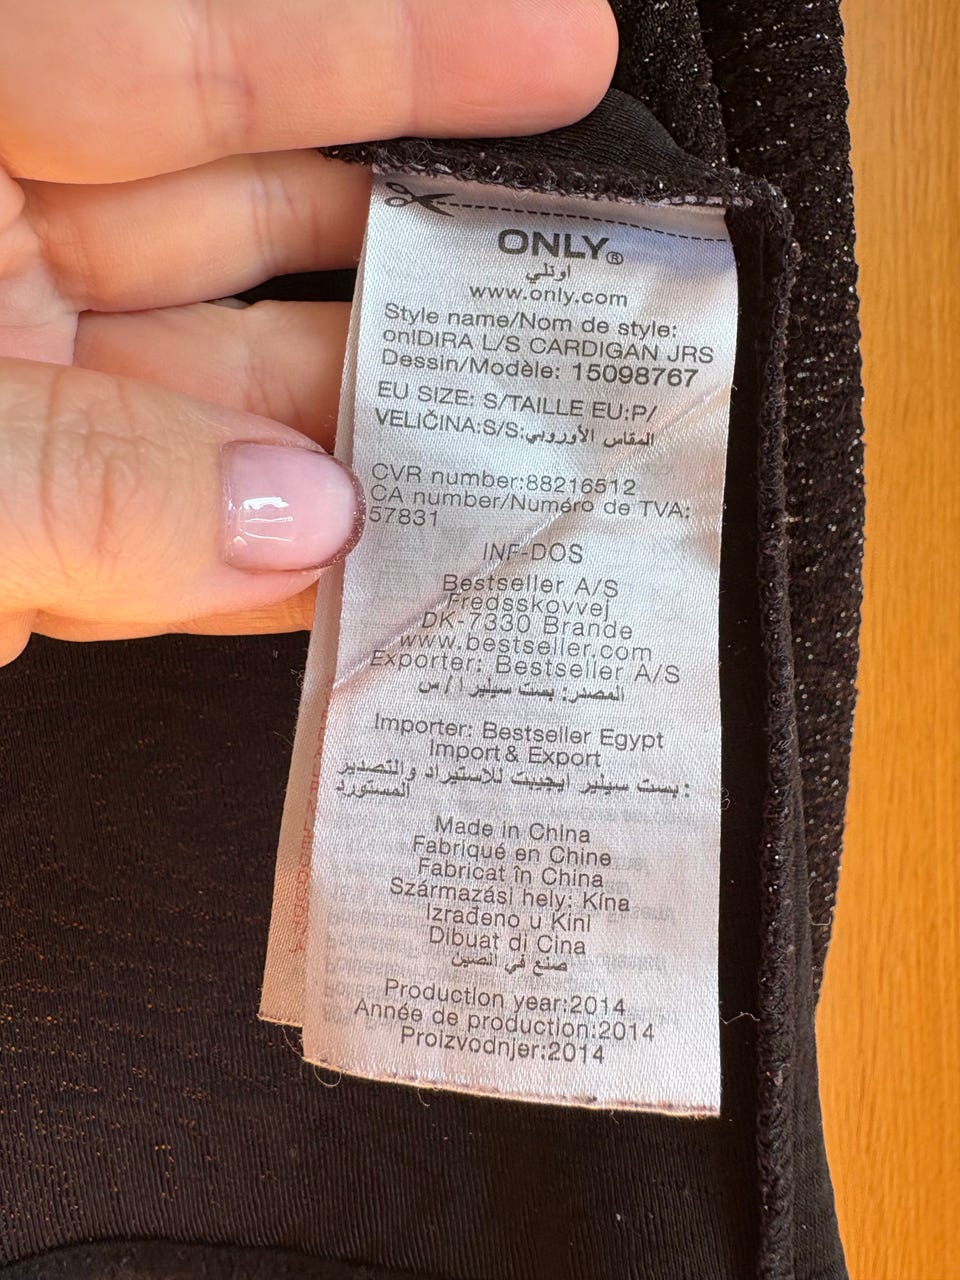 ONLY®
اونلي
www.only.com
Style name/Nom de style:
onlDIRA L/S CARDIGAN JRS
Dessin/Modèle: 15098767
EU SIZE: S/TAILLE EU:P/
VELIČINA:S/S:المقاس الأوروبي
CVR number:88216512
CA number/Numéro de TVA:
57831
INF-DOS
Bestseller A/S
Fredsskovvej
DK-7330 Brande
www.bestseller.com
Exporter: Bestseller A/S
المصدر: بست سيلير ا / س
Importer: Bestseller Egypt
Import & Export
: بست سيلير ايجيبت للاستيراد والتصدير
المستورد
Made in China
Fabriqué en Chine
Fabricat în China
Származási hely: Kína
Izrađeno u Kini
Dibuat di Cina
صنع في الصين
Production year:2014
Année de production:2014
Proizvodnjer:2014